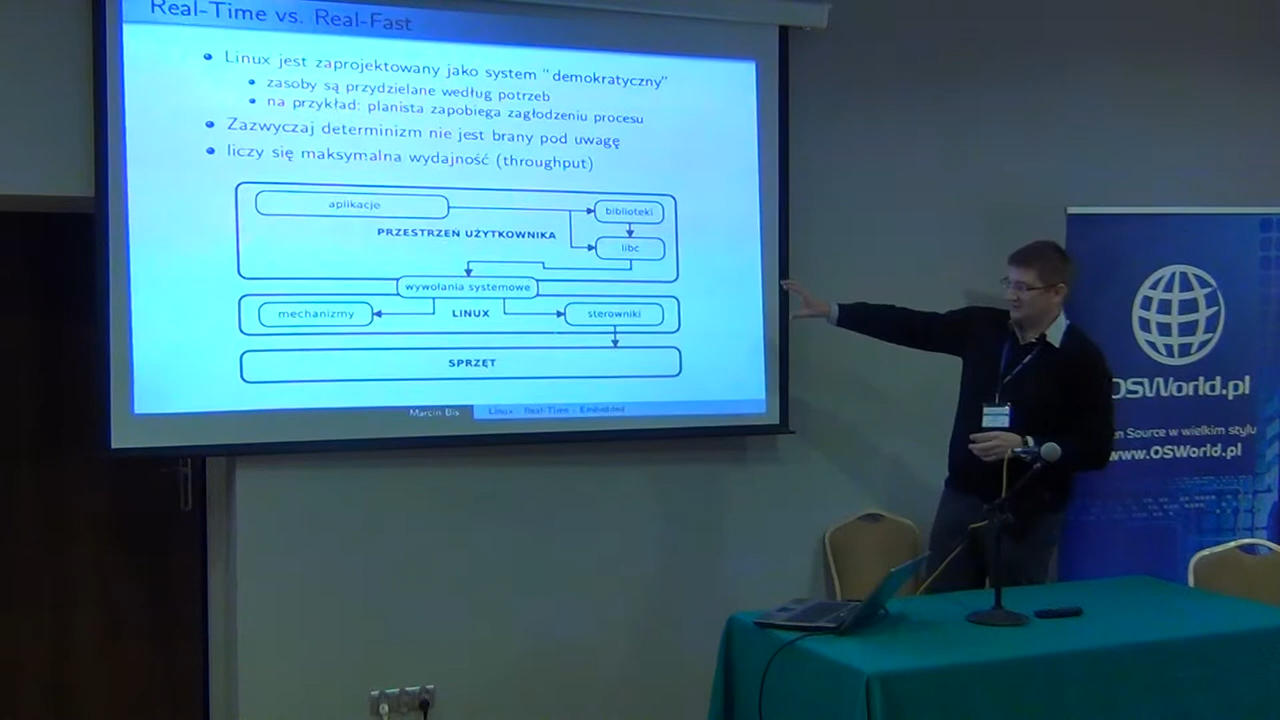 Real-Time vs. Real-Fast
Linux jest zaprojektowany jako system "demokratyczny"
zasoby są przydzielane według potrzeb
na przykład: planista zapobiega zagłodzeniu procesu
Zazwyczaj determinizm nie jest brany pod uwagę
liczy się maksymalna wydajność (throughput)
aplikacje
biblioteki
PRZESTRZEŃ UŻYTKOWNIKA
libc
wywołania systemowe
mechanizmy
LINUX
sterowniki
SPRZĘT
Marcin Bis
Linux - Real-Time - Embedded
OSWorld.pl
n Source w wielkim stylu
www.OSWorld.pl